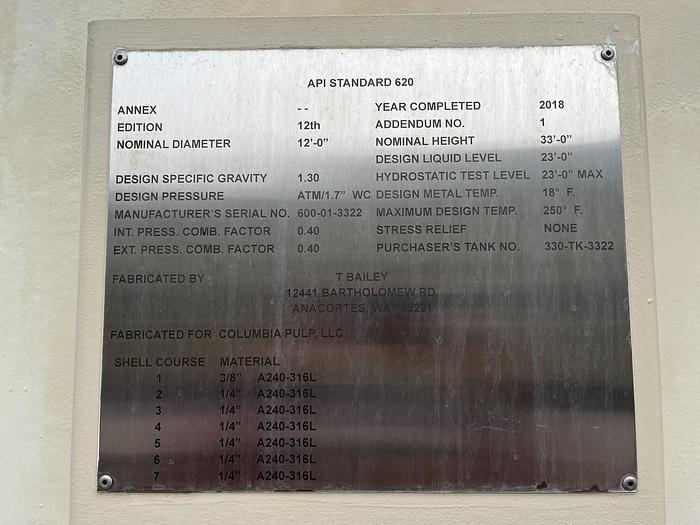 API STANDARD 620
ANNEX -- YEAR COMPLETED 2018
EDITION 12th ADDENDUM NO. 1
NOMINAL DIAMETER 12'-0" NOMINAL HEIGHT 33'-0"
DESIGN LIQUID LEVEL 23'-0"
DESIGN SPECIFIC GRAVITY 1.30 HYDROSTATIC TEST LEVEL 23'-0" MAX
DESIGN PRESSURE ATM/1.7" WC DESIGN METAL TEMP. 18° F.
MANUFACTURER'S SERIAL NO. 600-01-3322 MAXIMUM DESIGN TEMP. 250° F.
INT. PRESS. COMB. FACTOR 0.40 STRESS RELIEF NONE
EXT. PRESS. COMB. FACTOR 0.40 PURCHASER'S TANK NO. 330-TK-3322
FABRICATED BY T BAILEY
12441 BARTHOLOMEW RD.
ANACORTES, WA 98221
FABRICATED FOR COLUMBIA PULP, LLC
SHELL COURSE MATERIAL
1 3/8" A240-316L
2 1/4" A240-316L
3 1/4" A240-316L
4 1/4" A240-316L
5 1/4" A240-316L
6 1/4" A240-316L
7 1/4" A240-316L